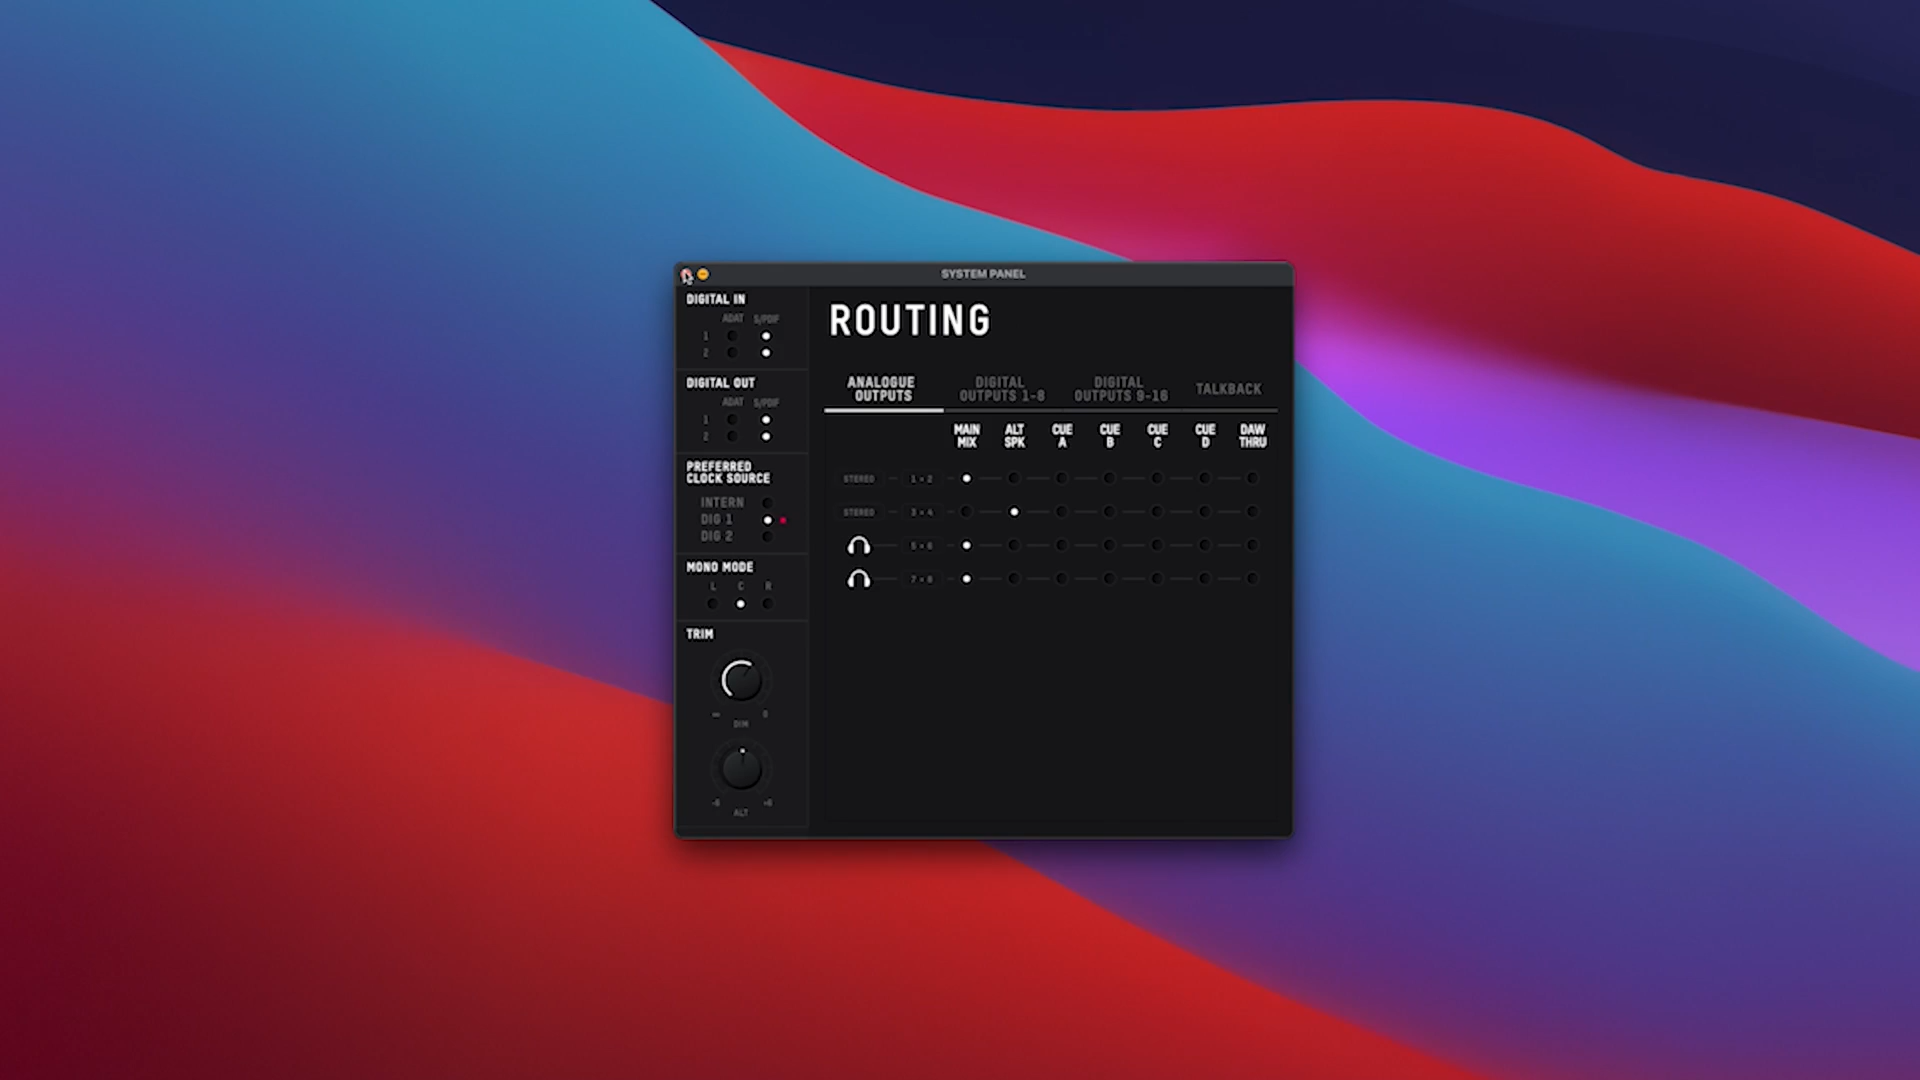 SYSTEM PANEL
DIGITAL IN
ADAT S/PDIF
1
2
DIGITAL OUT
ADAT S/PDIF
1
2
PREFERRED
CLOCK SOURCE
INTERN
DIG 1
DIG 2
MONO MODE
L C R
TRIM
-∞ 0
DIM
-6 +6
ALT
ROUTING
ANALOGUE
OUTPUTS
DIGITAL
OUTPUTS 1-8
DIGITAL
OUTPUTS 9-16
TALKBACK
MAIN
MIX
ALT
SPK
CUE
A
CUE
B
CUE
C
CUE
D
DAW
THRU
STEREO 1+2
STEREO 3+4
5+6
7+8